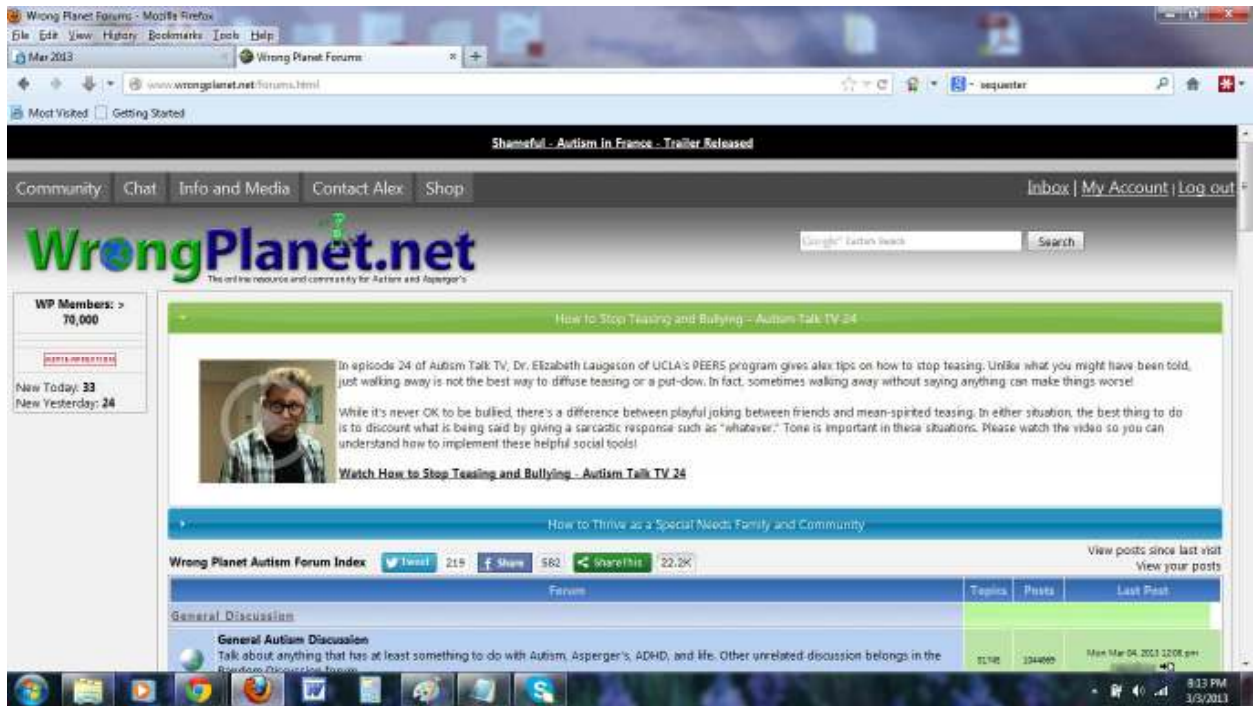 Wrong Planet Forums - Mozilla Firefox
File Edit View History Bookmarks Tools Help
Mar 2013 Wrong Planet Forums
www.wrongplanet.net/forums.html sequester
Most Visited Getting Started
Shameful - Autism in France - Trailer Released
Community Chat Info and Media Contact Alex Shop Inbox | My Account | Log out
WrongPlanet.net
The online resource and community for Autism and Asperger's
Google Custom Search Search
WP Members: >
70,000
New Today: 33
New Yesterday: 24
How to Stop Teasing and Bullying - Autism Talk TV 24
In episode 24 of Autism Talk TV, Dr. Elizabeth Laugeson of UCLA's PEERS program gives alex tips on how to stop teasing. Unlike what you might have been told,
just walking away is not the best way to diffuse teasing or a put-dow. In fact, sometimes walking away without saying anything can make things worse!
While it's never OK to be bullied, there's a difference between playful joking between friends and mean-spirited teasing. In either situation, the best thing to do
is to discount what is being said by giving a sarcastic response such as "whatever." Tone is important in these situations. Please watch the video so you can
understand how to implement these helpful social tools!
Watch How to Stop Teasing and Bullying - Autism Talk TV 24
How to Thrive as a Special Needs Family and Community
View posts since last visit
Wrong Planet Autism Forum Index Tweet 219 Share 582 ShareThis 22.2K
View your posts
Forum Topics Posts Last Post
General Discussion
General Autism Discussion
Talk about anything that has at least something to do with Autism, Asperger's, ADHD, and life. Other unrelated discussion belongs in the
Random Discussion forum
Mon Mar 04, 2013 12:08 pm
8:13 PM
3/3/2013